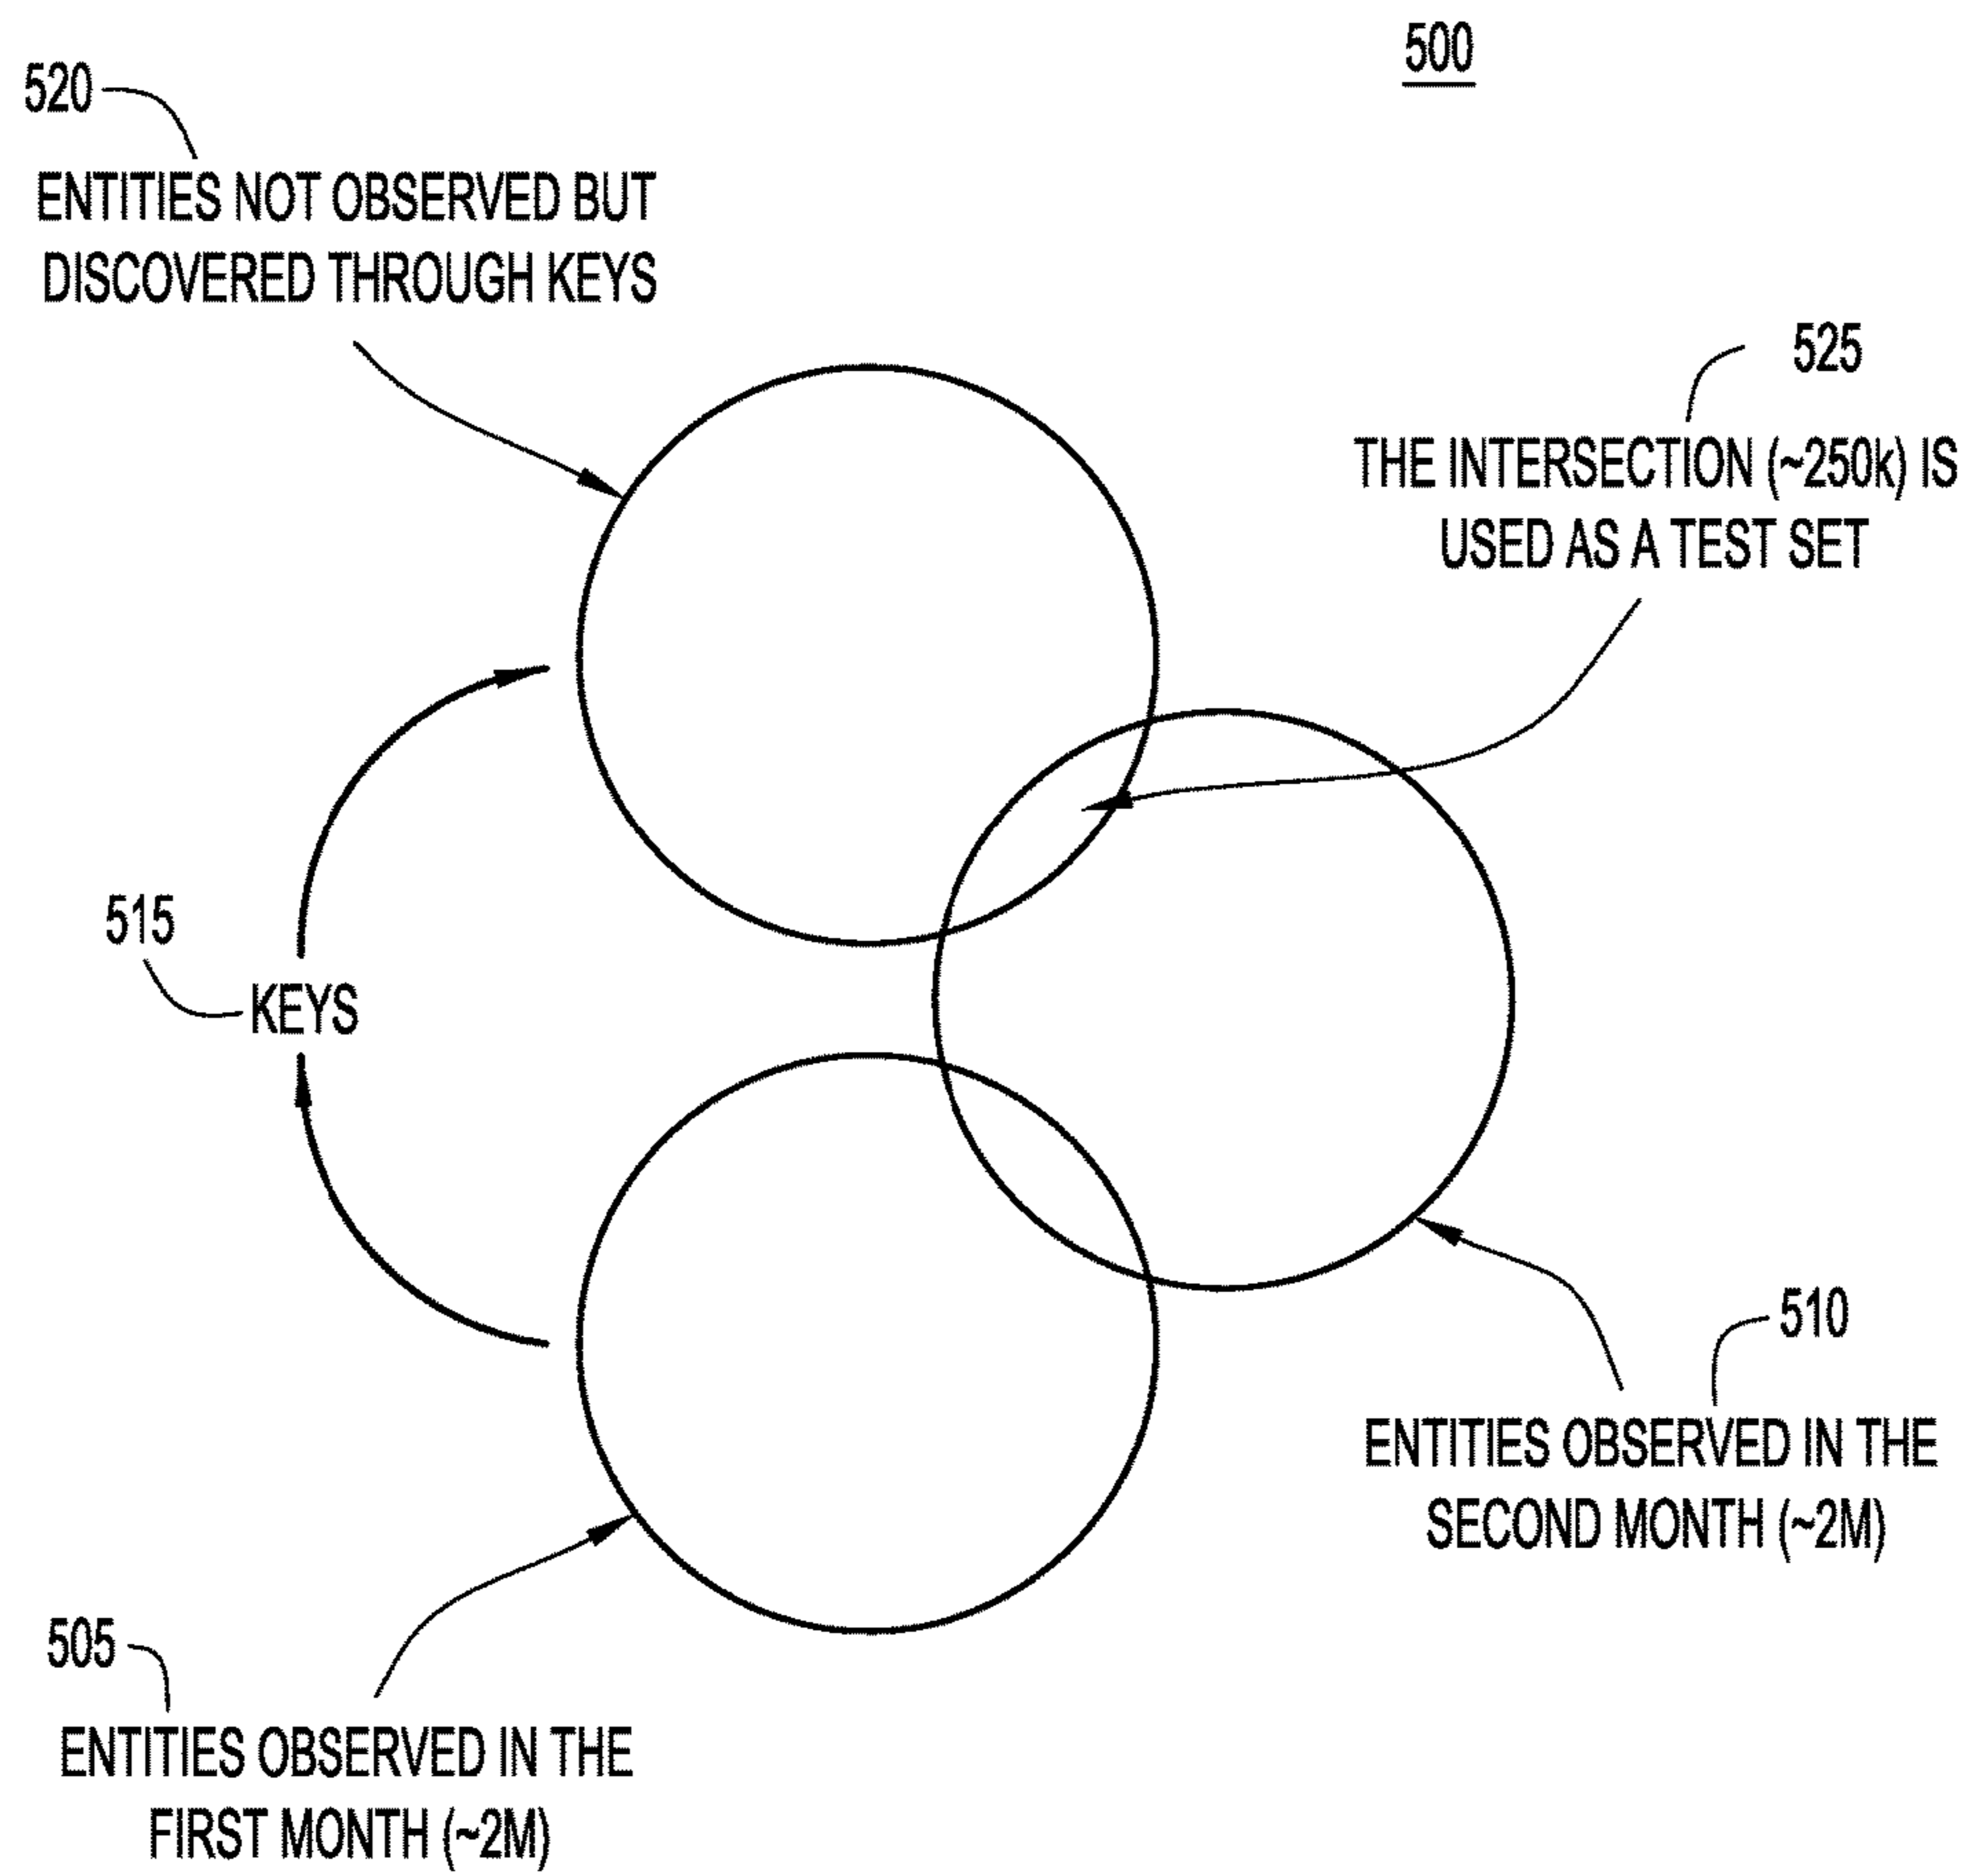 500
520
ENTITIES NOT OBSERVED BUT
DISCOVERED THROUGH KEYS
525
THE INTERSECTION (~250k) IS
USED AS A TEST SET
515
KEYS
510
ENTITIES OBSERVED IN THE
SECOND MONTH (~2M)
505
ENTITIES OBSERVED IN THE
FIRST MONTH (~2M)